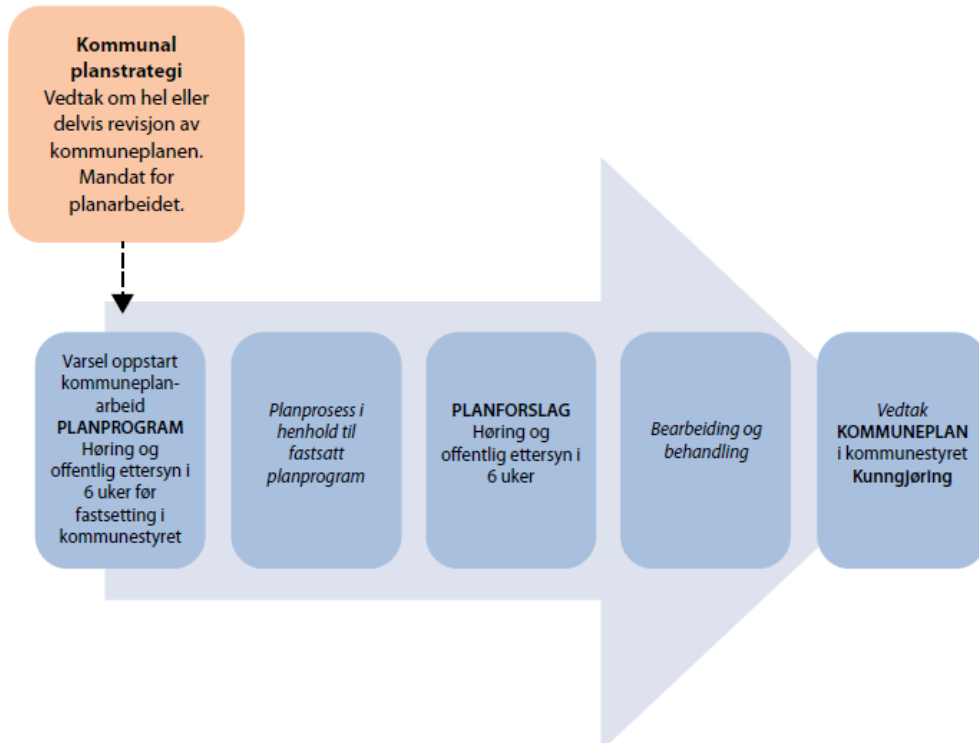 Kommunal
planstrategi
Vedtak om hel eller
delvis revisjon av
kommuneplanen.
Mandat for
planarbeidet.
Varsel oppstart
kommuneplan-
arbeid
PLANPROGRAM
Høring og
offentlig ettersyn i
6 uker før
fastsetting i
kommunestyret
Planprosess i
henhold til
fastsatt
planprogram
PLANFORSLAG
Høring og
offentlig ettersyn i
6 uker
Bearbeiding og
behandling
Vedtak
KOMMUNEPLAN
i kommunestyret
Kunngjøring